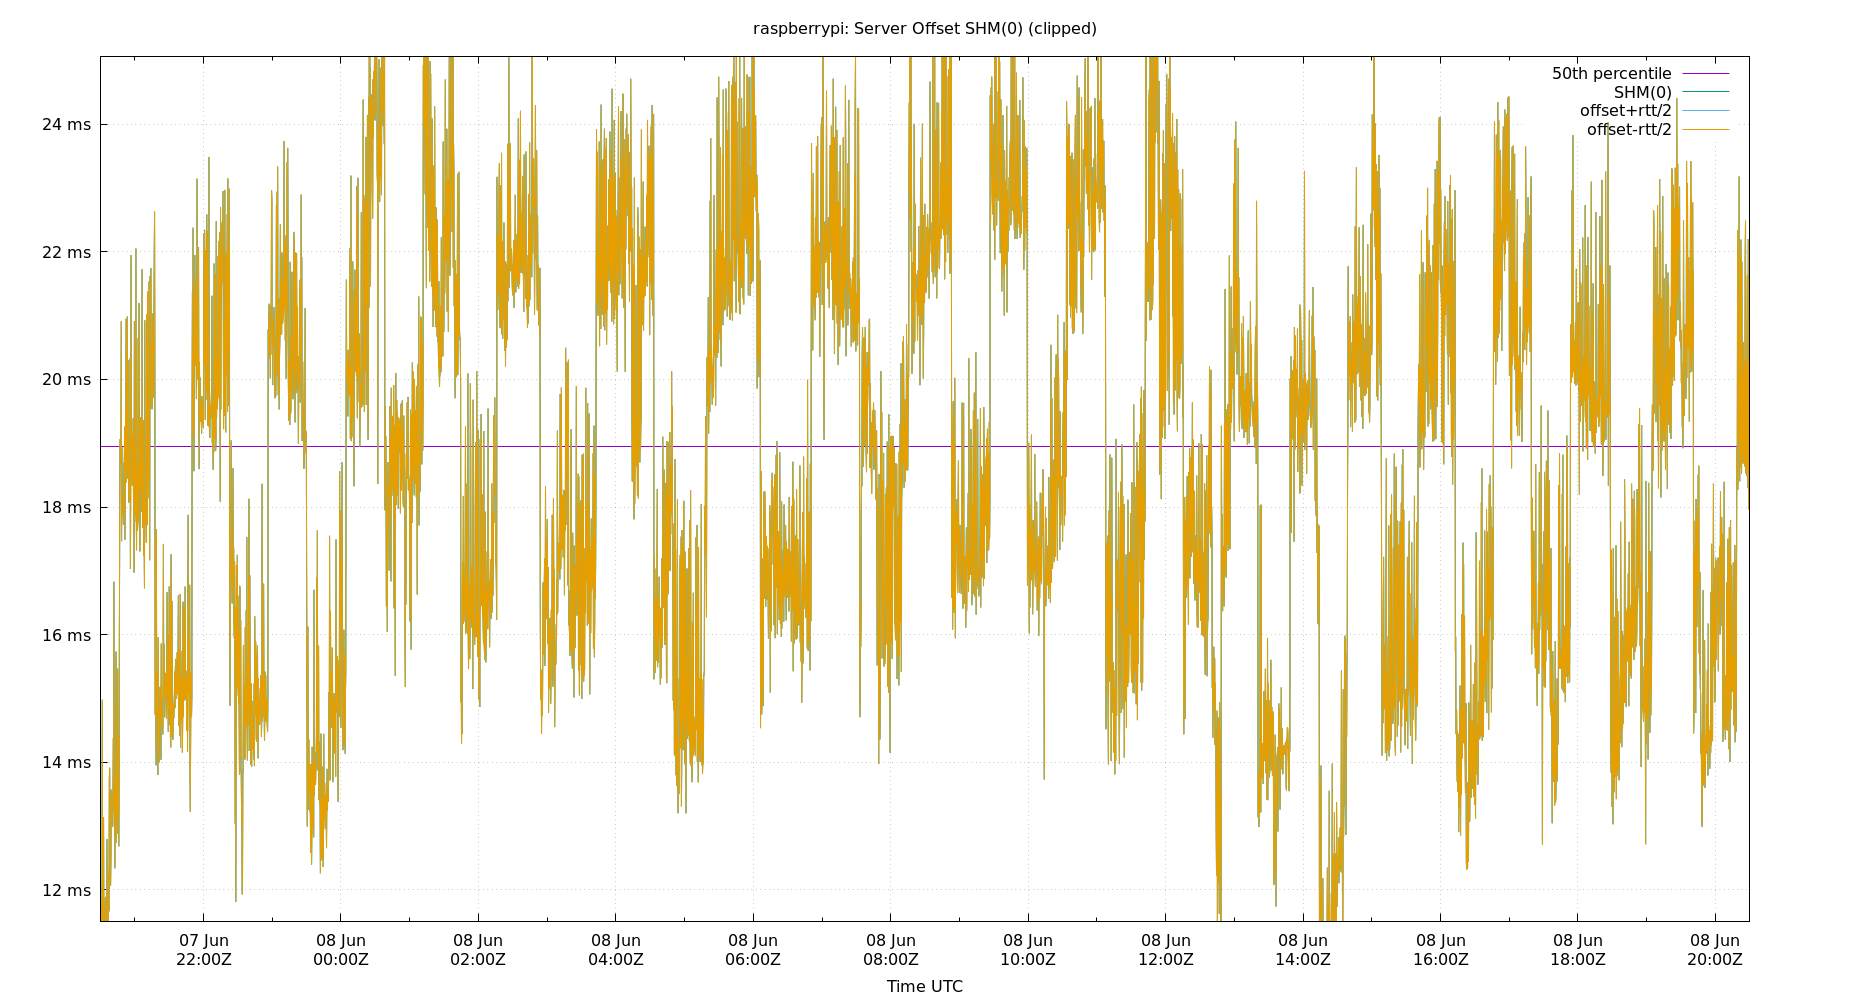 raspberrypi: Server Offset SHM(0) (clipped)
50th percentile
SHM(0)
offset+rtt/2
offset-rtt/2
24 ms
22 ms
20 ms
18 ms
16 ms
14 ms
12 ms
07 Jun 08 Jun 08 Jun 08 Jun 08 Jun 08 Jun 08 Jun 08 Jun 08 Jun 08 Jun 08 Jun 08 Jun
22:00Z 00:00Z 02:00Z 04:00Z 06:00Z 08:00Z 10:00Z 12:00Z 14:00Z 16:00Z 18:00Z 20:00Z
Time UTC